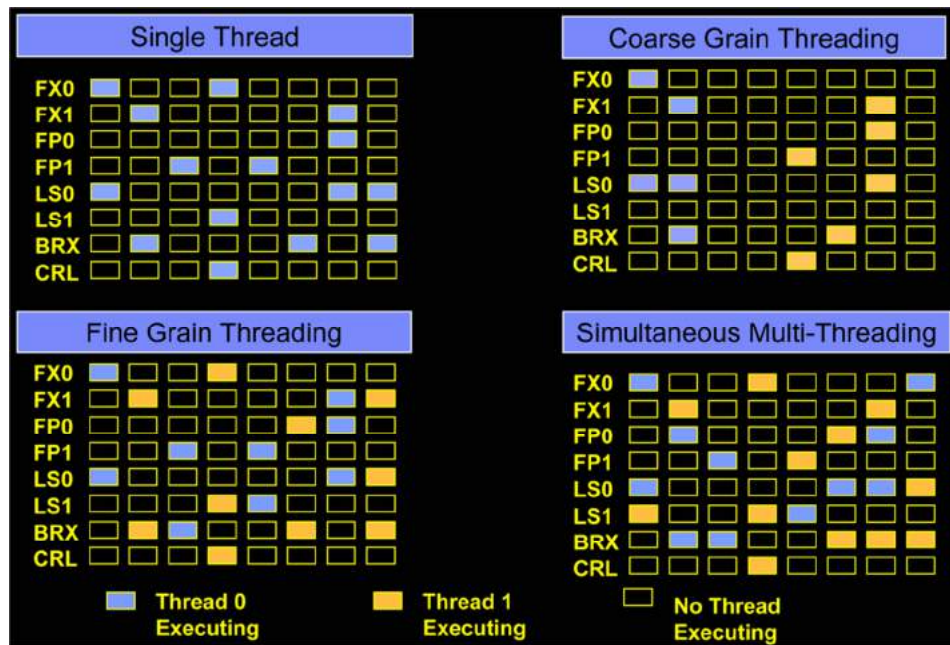 Single Thread
FX0
FX1
FP0
FP1
LS0
LS1
BRX
CRL
Coarse Grain Threading
FX0
FX1
FP0
FP1
LS0
LS1
BRX
CRL
Fine Grain Threading
FX0
FX1
FP0
FP1
LS0
LS1
BRX
CRL
Simultaneous Multi-Threading
FX0
FX1
FP0
FP1
LS0
LS1
BRX
CRL
Thread 0
Executing
Thread 1
Executing
No Thread
Executing